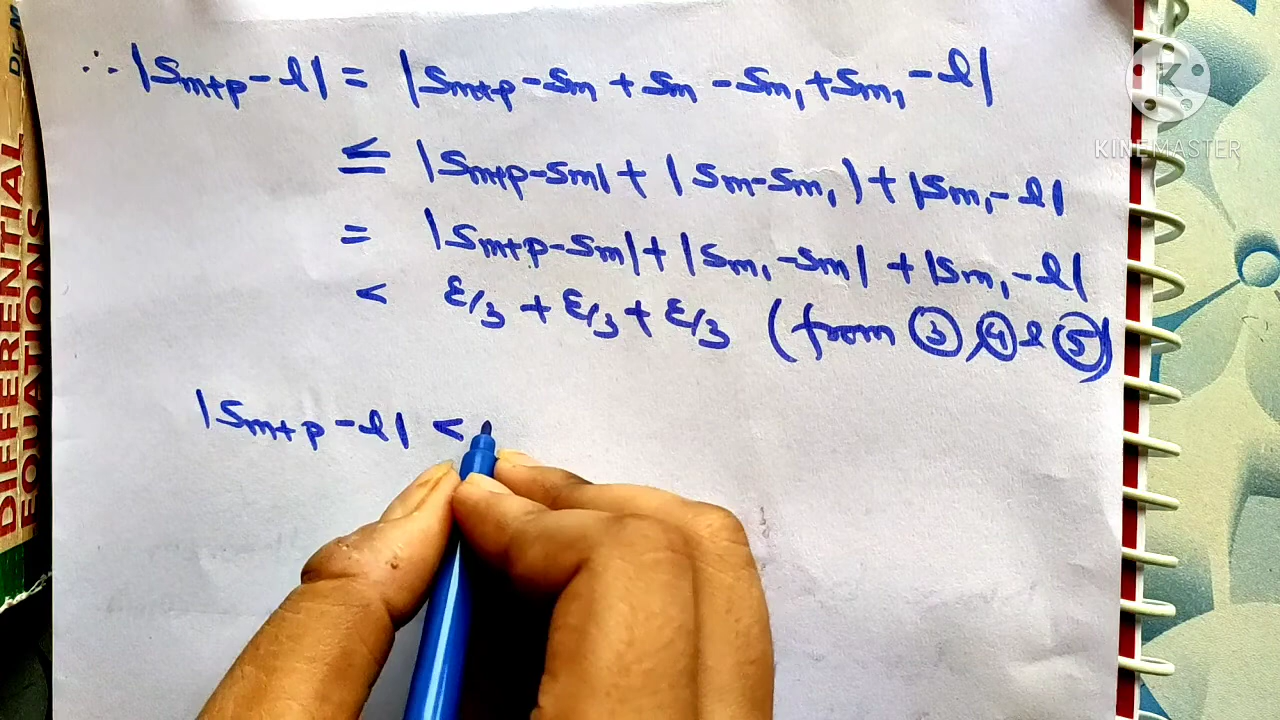 ∴ |Sm+p - l| = |Sm+p - Sm + Sm - Sm₁ + Sm₁ - l|
≤ |Sm+p - Sm| + |Sm - Sm₁) + |Sm₁ - l|
= |Sm+p - Sm| + |Sm₁ - Sm| + |Sm₁ - l|
< ε/3 + ε/3 + ε/3 (from ③, ④ & ⑤)
|Sm+p - l| <
DIFFERENTIAL
EQUATIONS
Dr. M
K
KINEMASTER